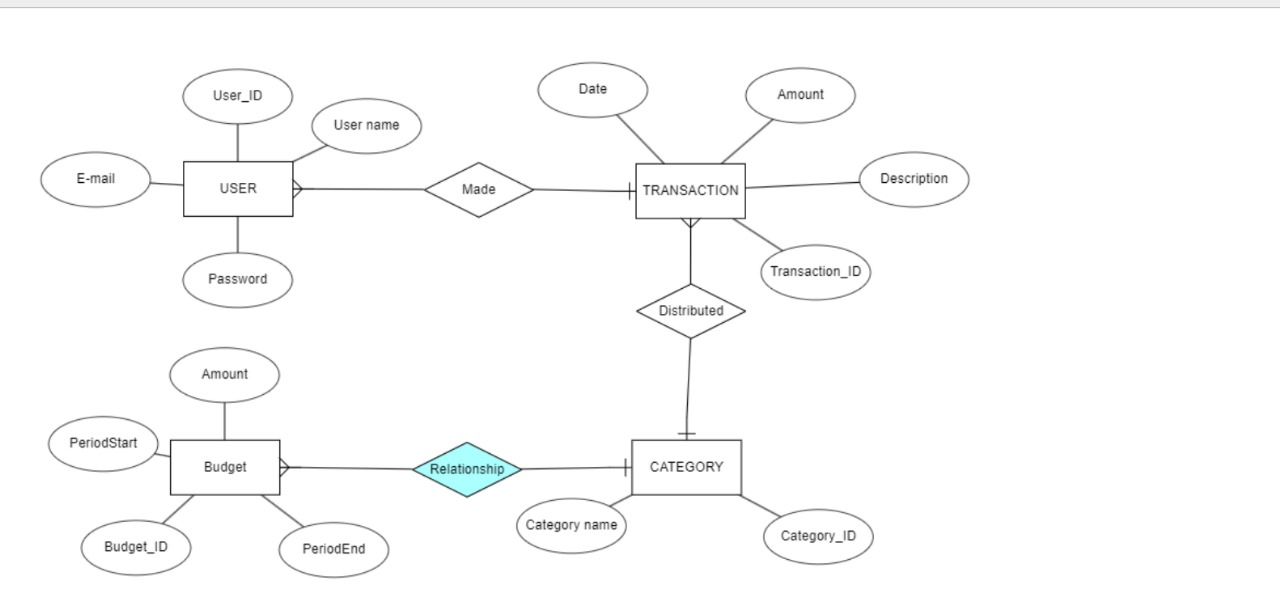 Date
Amount
User_ID
User name
E-mail
USER
Made
TRANSACTION
Description
Password
Transaction_ID
Distributed
Amount
PeriodStart
Budget
Relationship
CATEGORY
Category name
Category_ID
Budget_ID
PeriodEnd